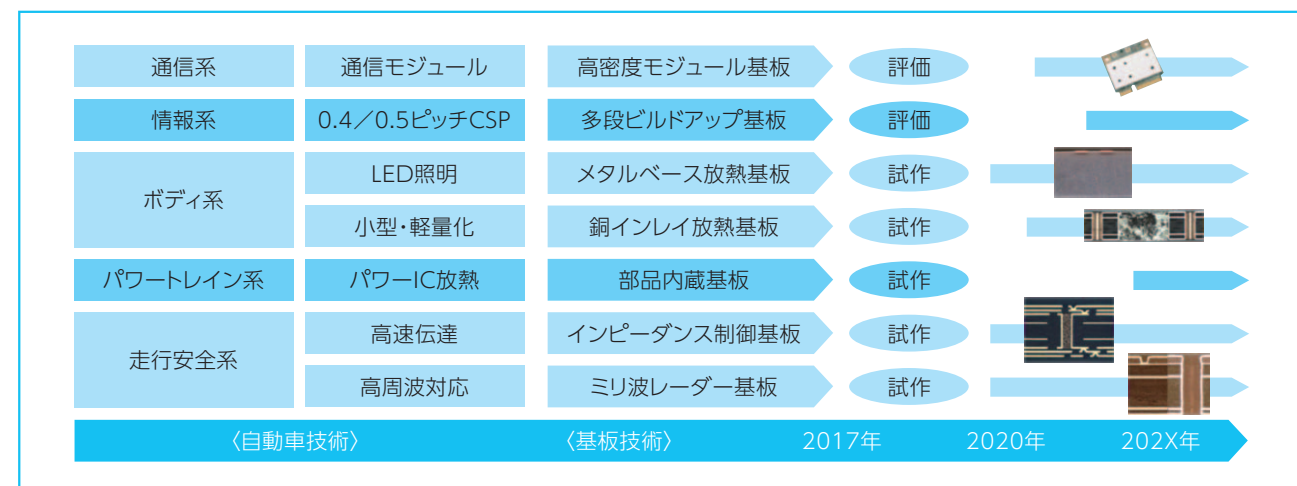 通信系 通信モジュール 高密度モジュール基板 評価
情報系 0.4／0.5ピッチCSP 多段ビルドアップ基板 評価
ボディ系
LED照明 メタルベース放熱基板 試作
小型・軽量化 銅インレイ放熱基板 試作
パワートレイン系 パワーIC放熱 部品内蔵基板 試作
走行安全系
高速伝達 インピーダンス制御基板 試作
高周波対応 ミリ波レーダー基板 試作
〈自動車技術〉 〈基板技術〉 2017年 2020年 202X年